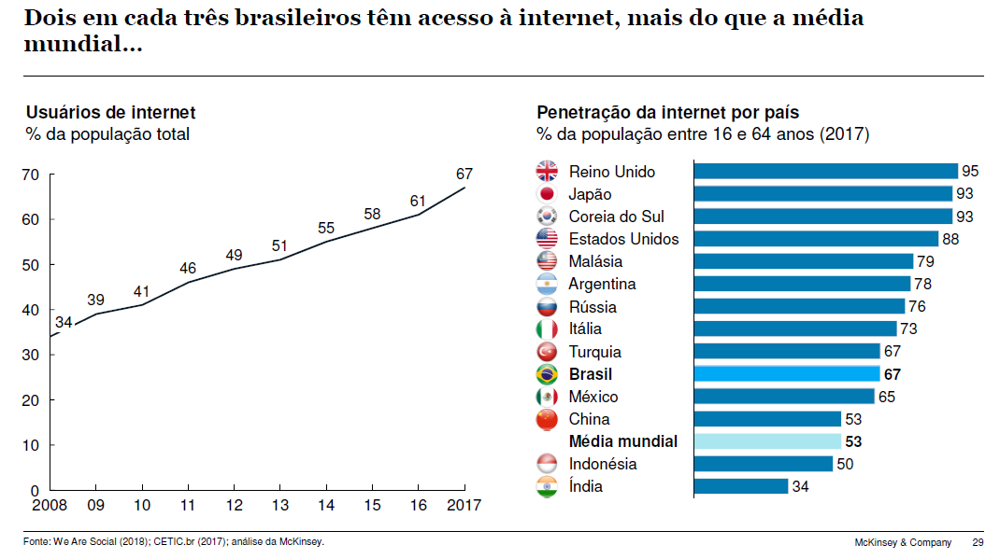 Dois em cada três brasileiros têm acesso à internet, mais do que a média
mundial...
Usuários de internet
% da população total
70
60
50
40
30
20
10
0
34
39
41
46
49
51
55
58
61
67
2008
09
10
11
12
13
14
15
16
2017
Penetração da internet por país
% da população entre 16 e 64 anos (2017)
Reino Unido 95
Japão 93
Coreia do Sul 93
Estados Unidos 88
Malásia 79
Argentina 78
Rússia 76
Itália 73
Turquia 67
Brasil 67
México 65
China 53
Média mundial 53
Indonésia 50
Índia 34
Fonte: We Are Social (2018); CETIC.br (2017); análise da McKinsey.
McKinsey & Company 29